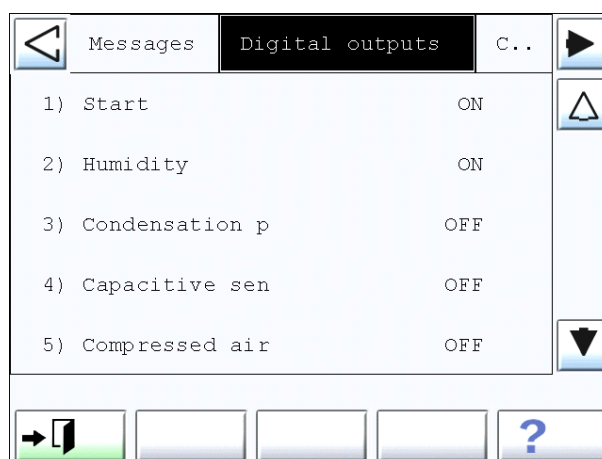 Messages Digital outputs C..
1) Start ON
2) Humidity ON
3) Condensation p OFF
4) Capacitive sen OFF
5) Compressed air OFF
?